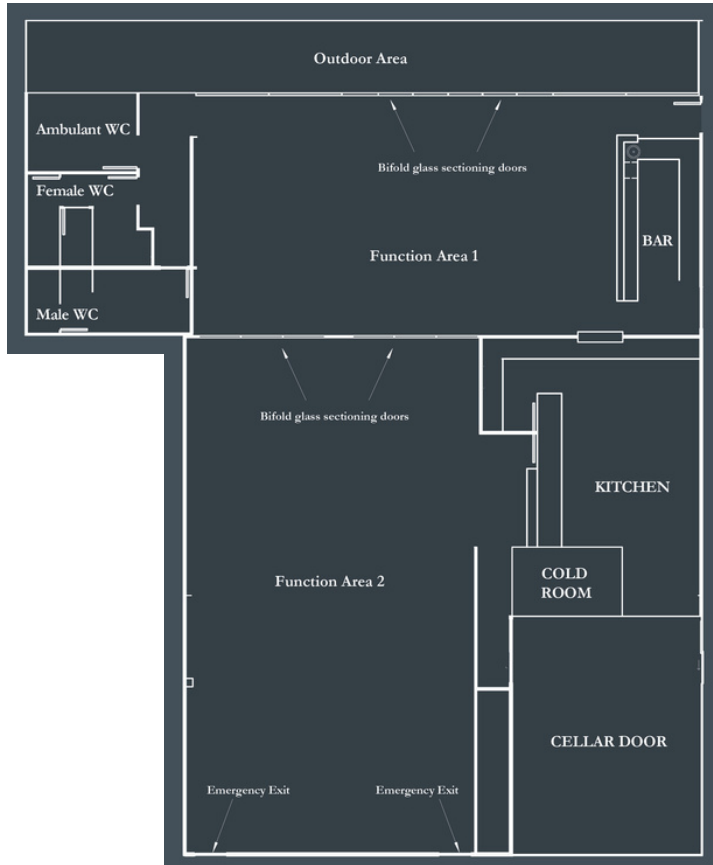 Outdoor Area
Ambulant WC
Bifold glass sectioning doors
Female WC
BAR
Function Area 1
Male WC
Bifold glass sectioning doors
KITCHEN
Function Area 2
COLD
ROOM
CELLAR DOOR
Emergency Exit
Emergency Exit